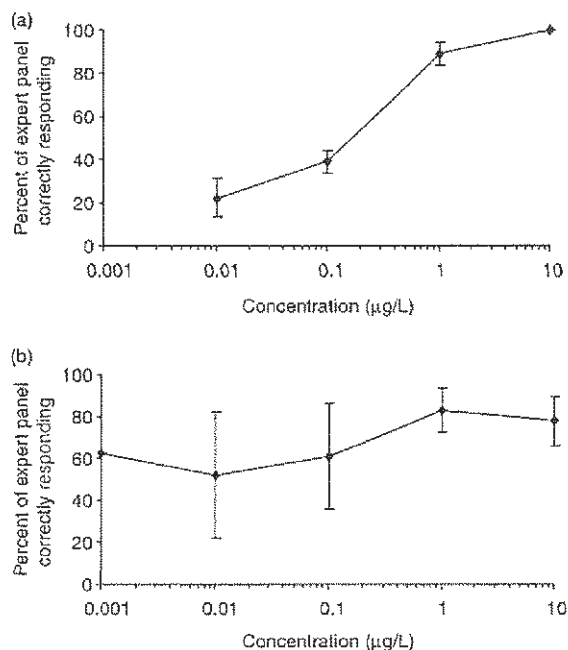 (a)
Percent of expert panel
correctly responding
100
80
60
40
20
0
0.001 0.01 0.1 1 10
Concentration (µg/L)
(b)
Percent of expert panel
correctly responding
100
80
60
40
20
0
0.001 0.01 0.1 1 10
Concentration (µg/L)